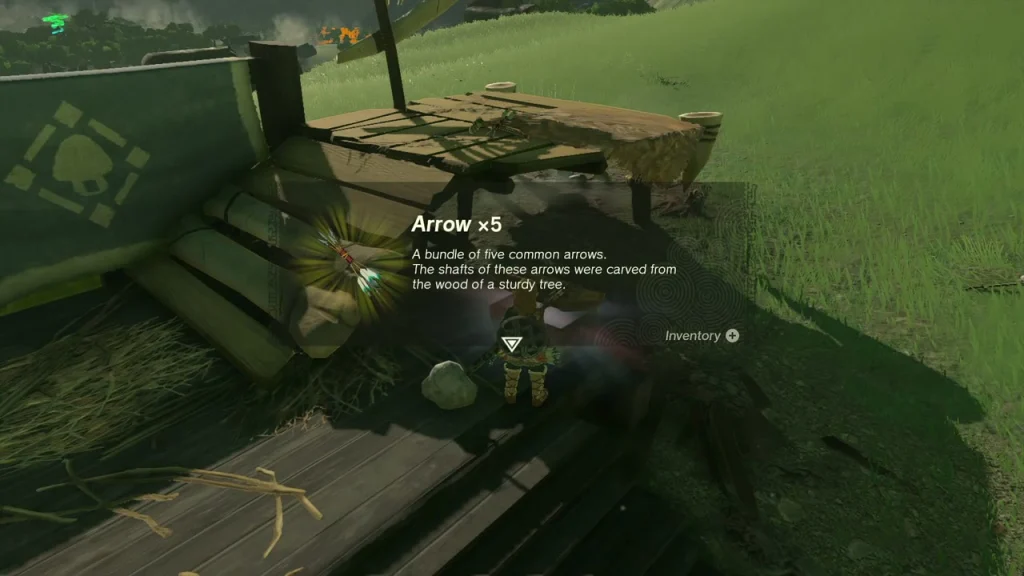 Arrow ×5
A bundle of five common arrows.
The shafts of these arrows were carved from
the wood of a sturdy tree.
Inventory